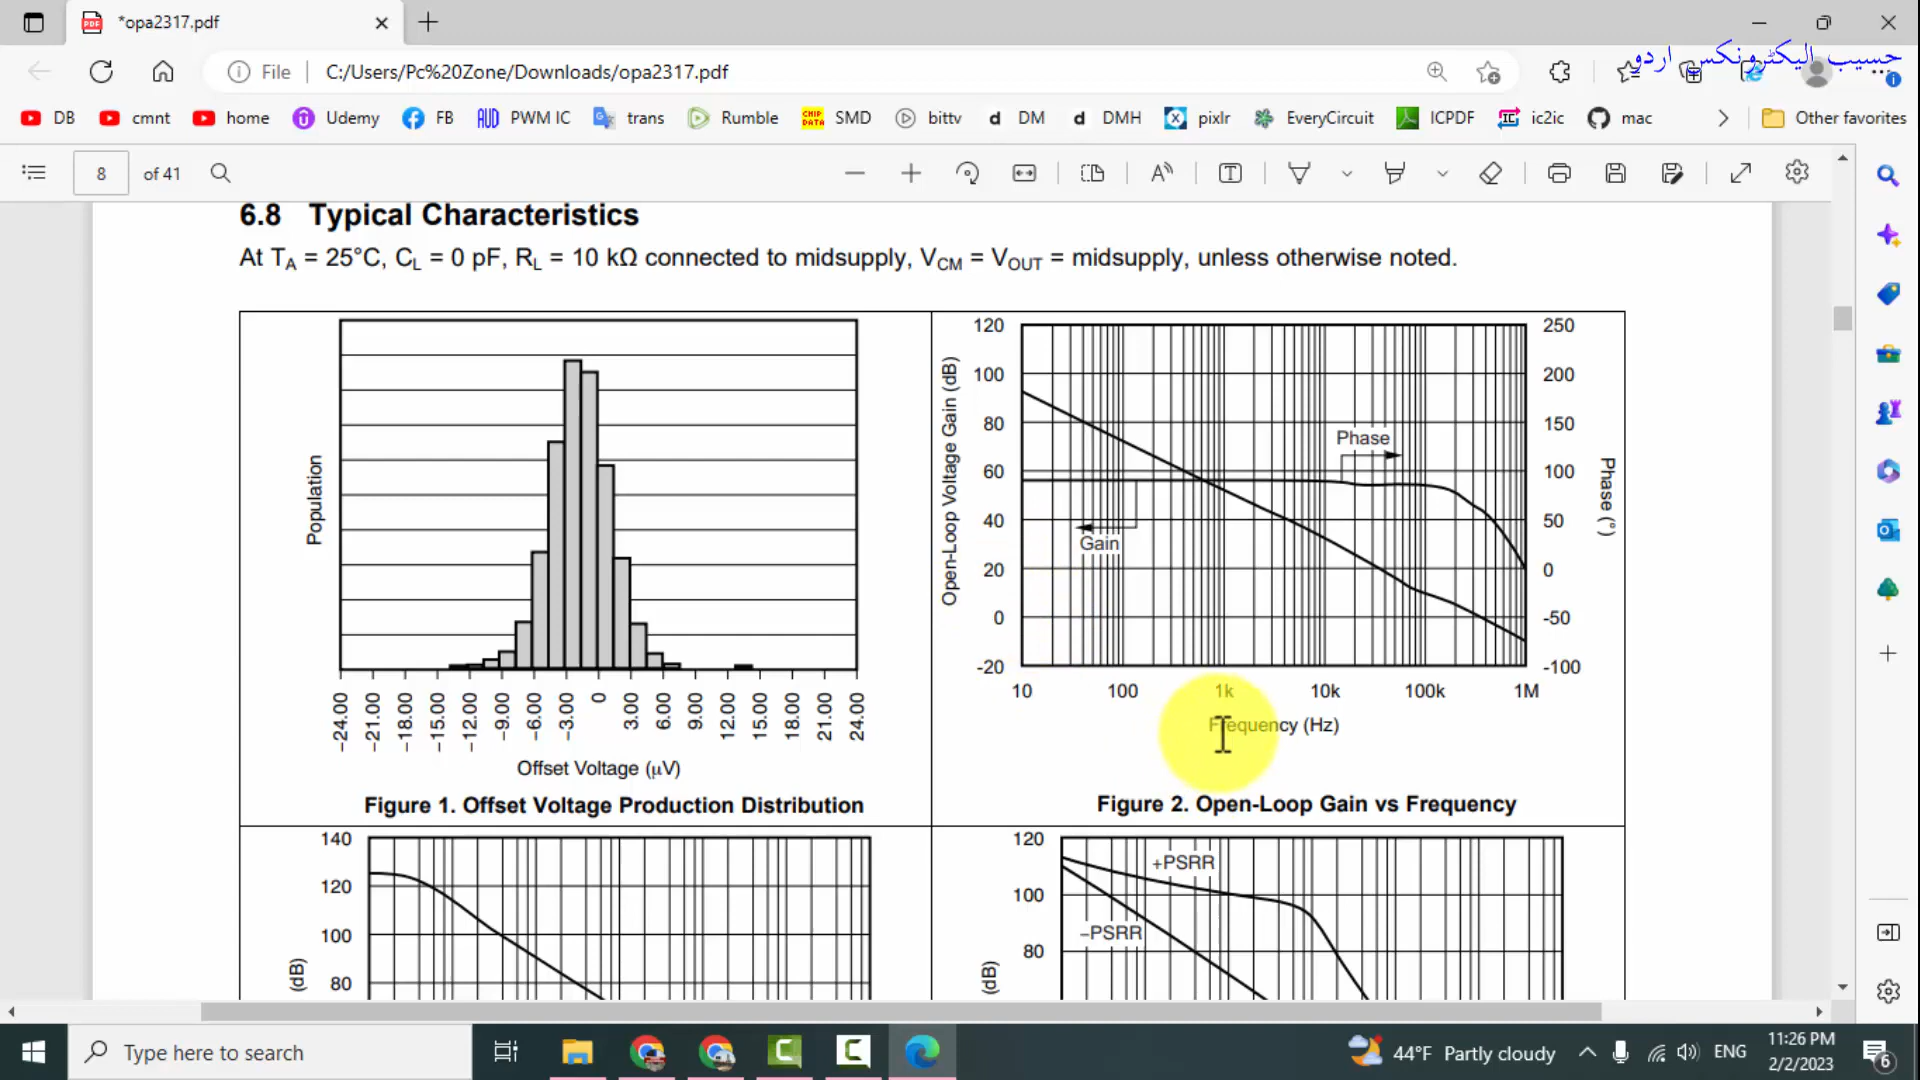 *opa2317.pdf
حسیب الیکٹرونکس اردو
File
C:/Users/Pc%20Zone/Downloads/opa2317.pdf
DB
cmnt
home
Udemy
FB
PWM IC
trans
Rumble
SMD
bittv
DM
DMH
pixlr
EveryCircuit
ICPDF
ic2ic
mac
Other favorites
8 of 41
6.8 Typical Characteristics
At TA = 25°C, CL = 0 pF, RL = 10 kΩ connected to midsupply, VCM = VOUT = midsupply, unless otherwise noted.
Population
−24.00 −21.00 −18.00 −15.00 −12.00 −9.00 −6.00 −3.00 0 3.00 6.00 9.00 12.00 15.00 18.00 21.00 24.00
Offset Voltage (μV)
Figure 1. Offset Voltage Production Distribution
Open-Loop Voltage Gain (dB)
120
100
80
60
40
20
0
-20
Phase
Gain
250
200
150
100
50
0
-50
-100
Phase (°)
10 100 1k 10k 100k 1M
Frequency (Hz)
Figure 2. Open-Loop Gain vs Frequency
140
120
100
80
(dB)
120
100
80
(dB)
+PSRR
−PSRR
Type here to search
44°F Partly cloudy
ENG
11:26 PM
2/2/2023
6